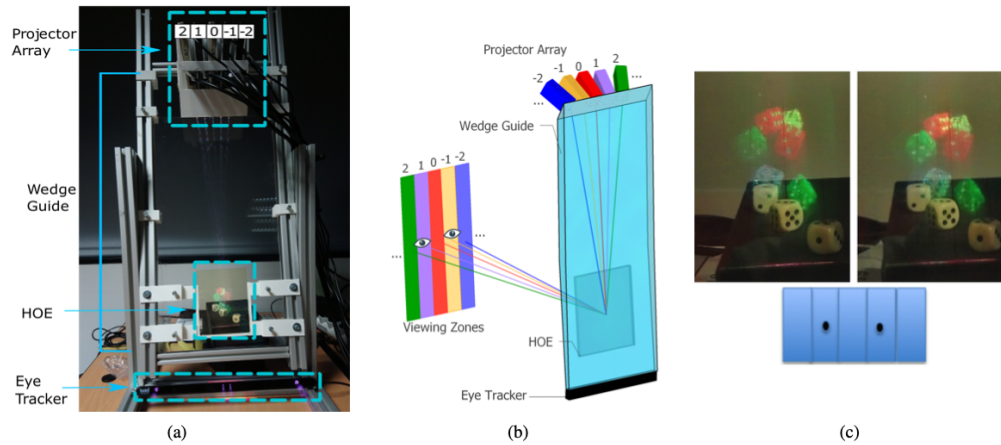 Projector
Array
2 1 0 -1 -2
Wedge
Guide
HOE
Eye
Tracker
(a)
Projector Array
-2 -1 0 1 2
... ...
Wedge Guide
2 1 0 -1 -2
...
...
Viewing Zones
HOE
Eye Tracker
(b)
(c)